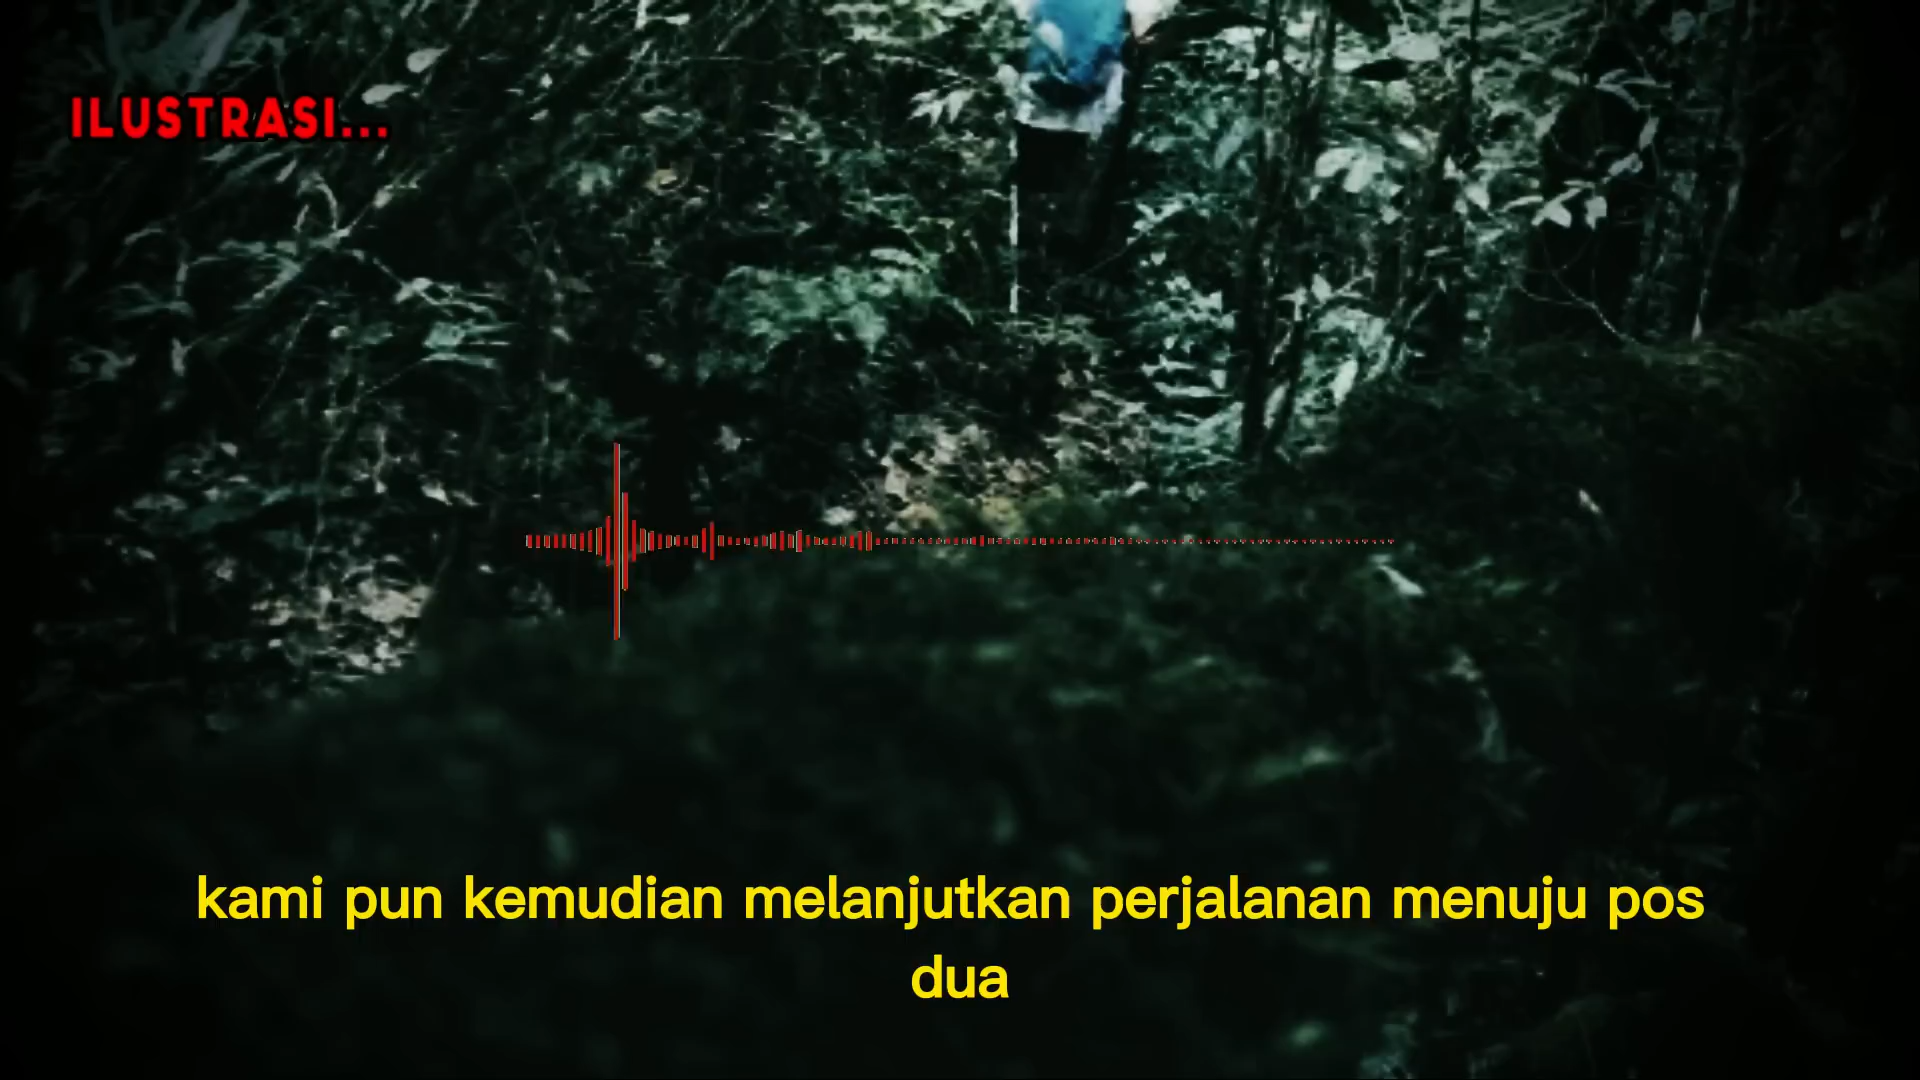 ILUSTRASI...
kami pun kemudian melanjutkan perjalanan menuju pos
dua